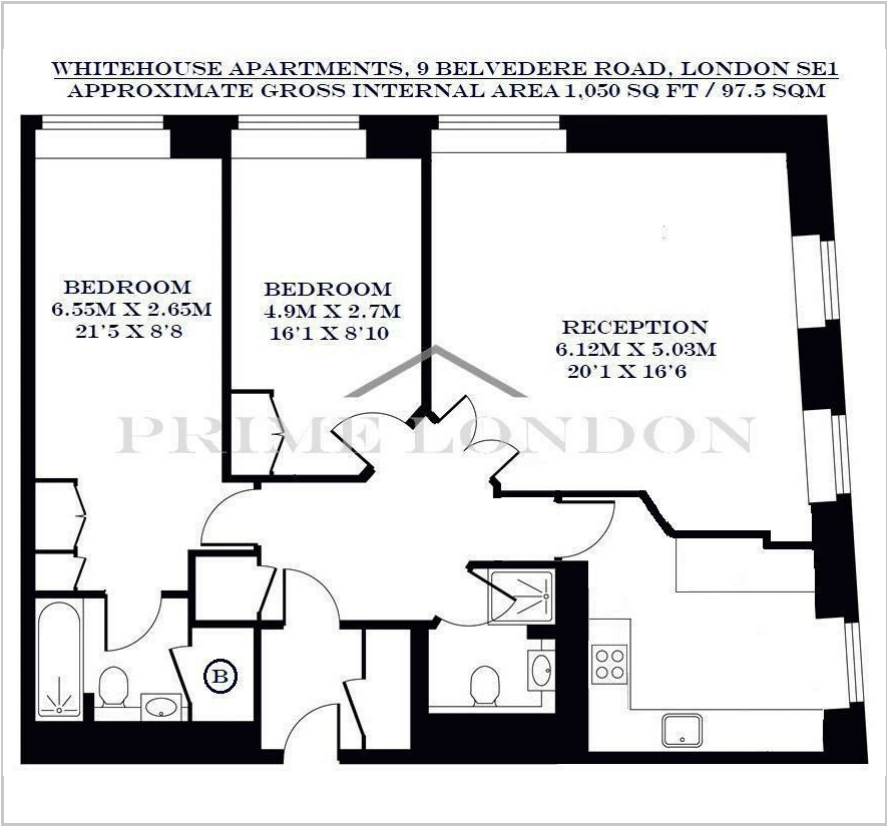 WHITEHOUSE APARTMENTS, 9 BELVEDERE ROAD, LONDON SE1
APPROXIMATE GROSS INTERNAL AREA 1,050 SQ FT / 97.5 SQM
BEDROOM
6.55M X 2.65M
21'5 X 8'8
BEDROOM
4.9M X 2.7M
16'1 X 8'10
RECEPTION
6.12M X 5.03M
20'1 X 16'6
PRIME LONDON
B